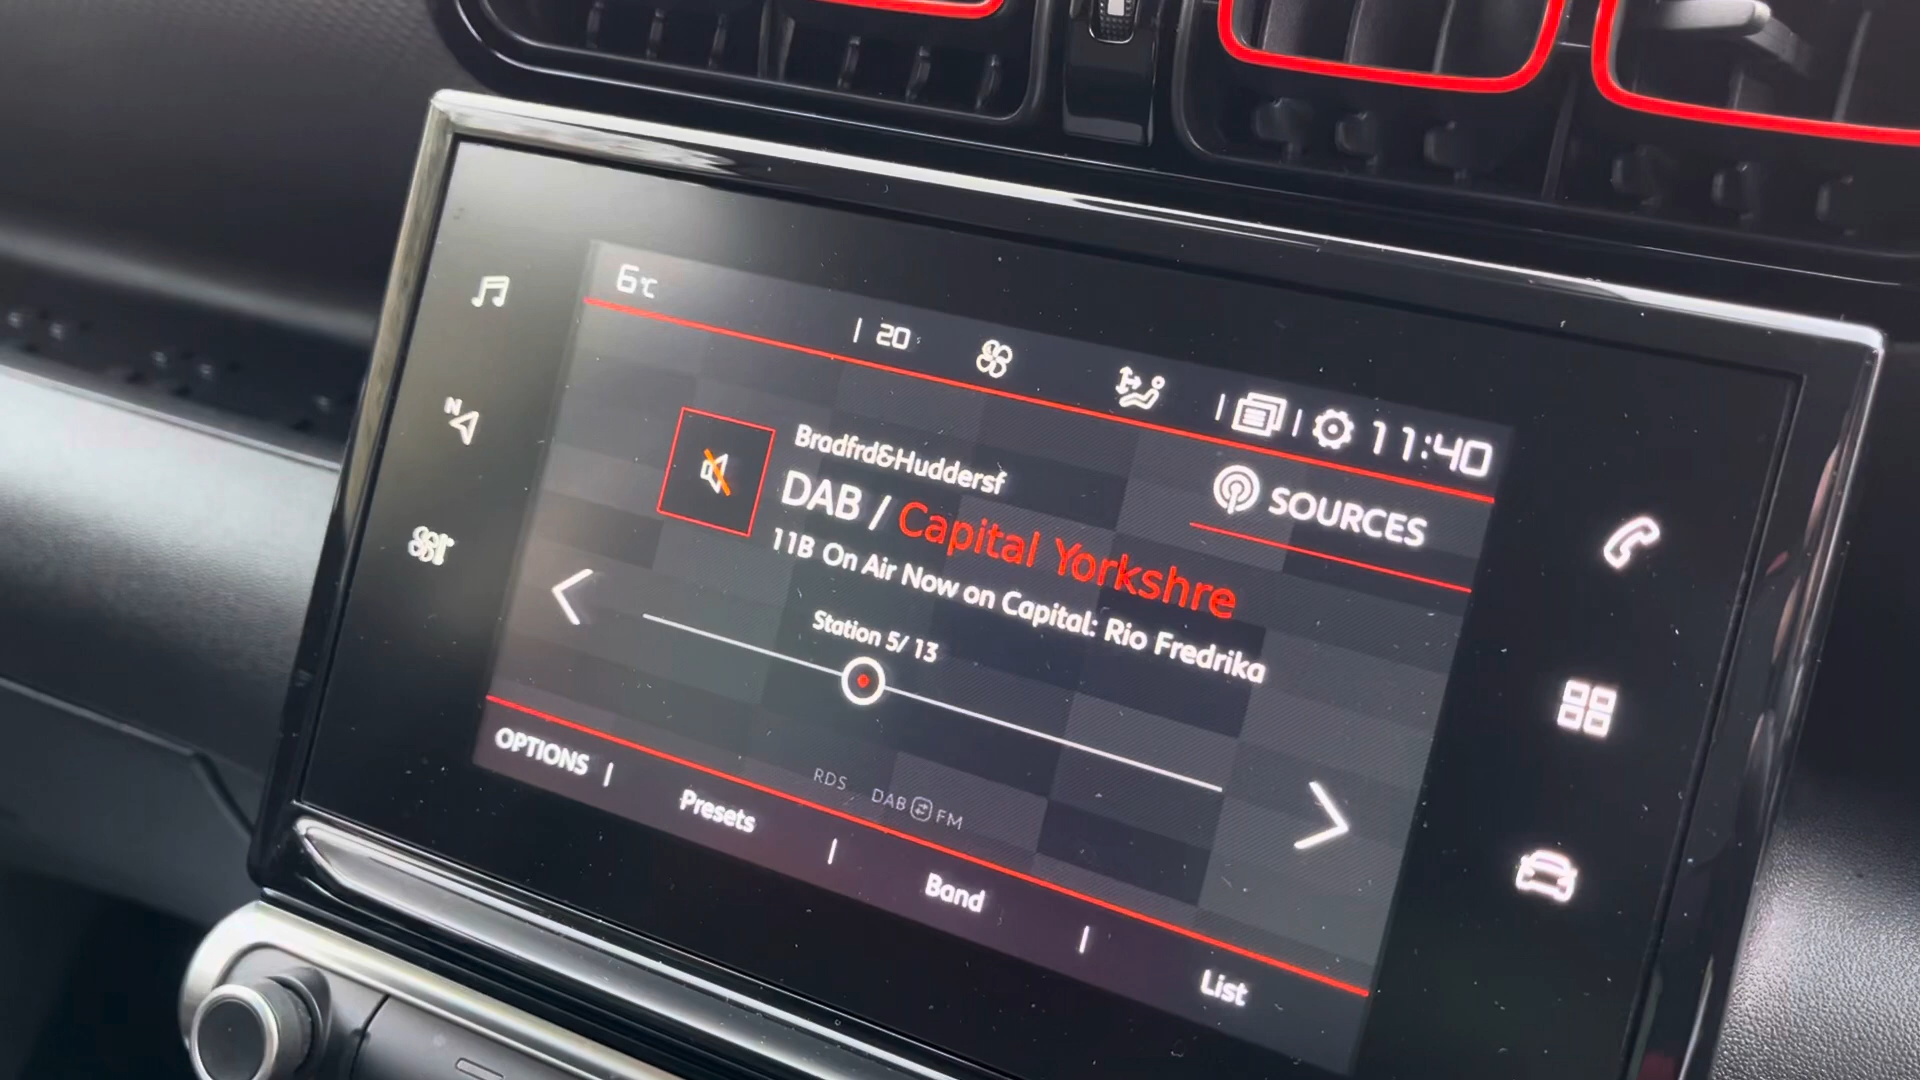 6°C
20
11:40
Bradfrd&Huddersf
SOURCES
DAB / Capital Yorkshre
11B On Air Now on Capital: Rio Fredrika
Station 5/ 13
N
RDS DAB FM
OPTIONS
Presets
Band
List